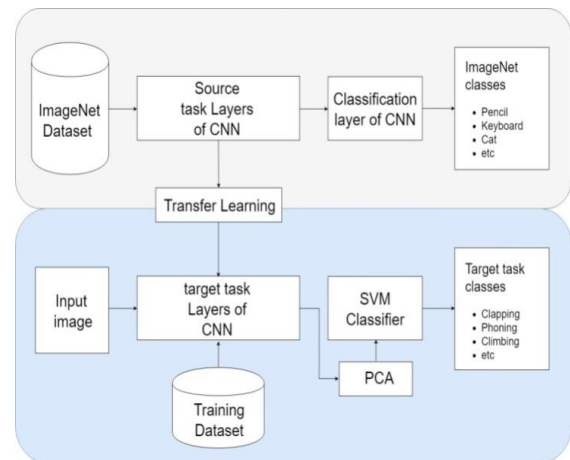 ImageNet
Dataset
Source
task Layers
of CNN
Classification
layer of CNN
ImageNet
classes
• Pencil
• Keyboard
• Cat
• etc
Transfer Learning
Input
image
target task
Layers of
CNN
SVM
Classifier
Target task
classes
• Clapping
• Phoning
• Climbing
• etc
PCA
Training
Dataset